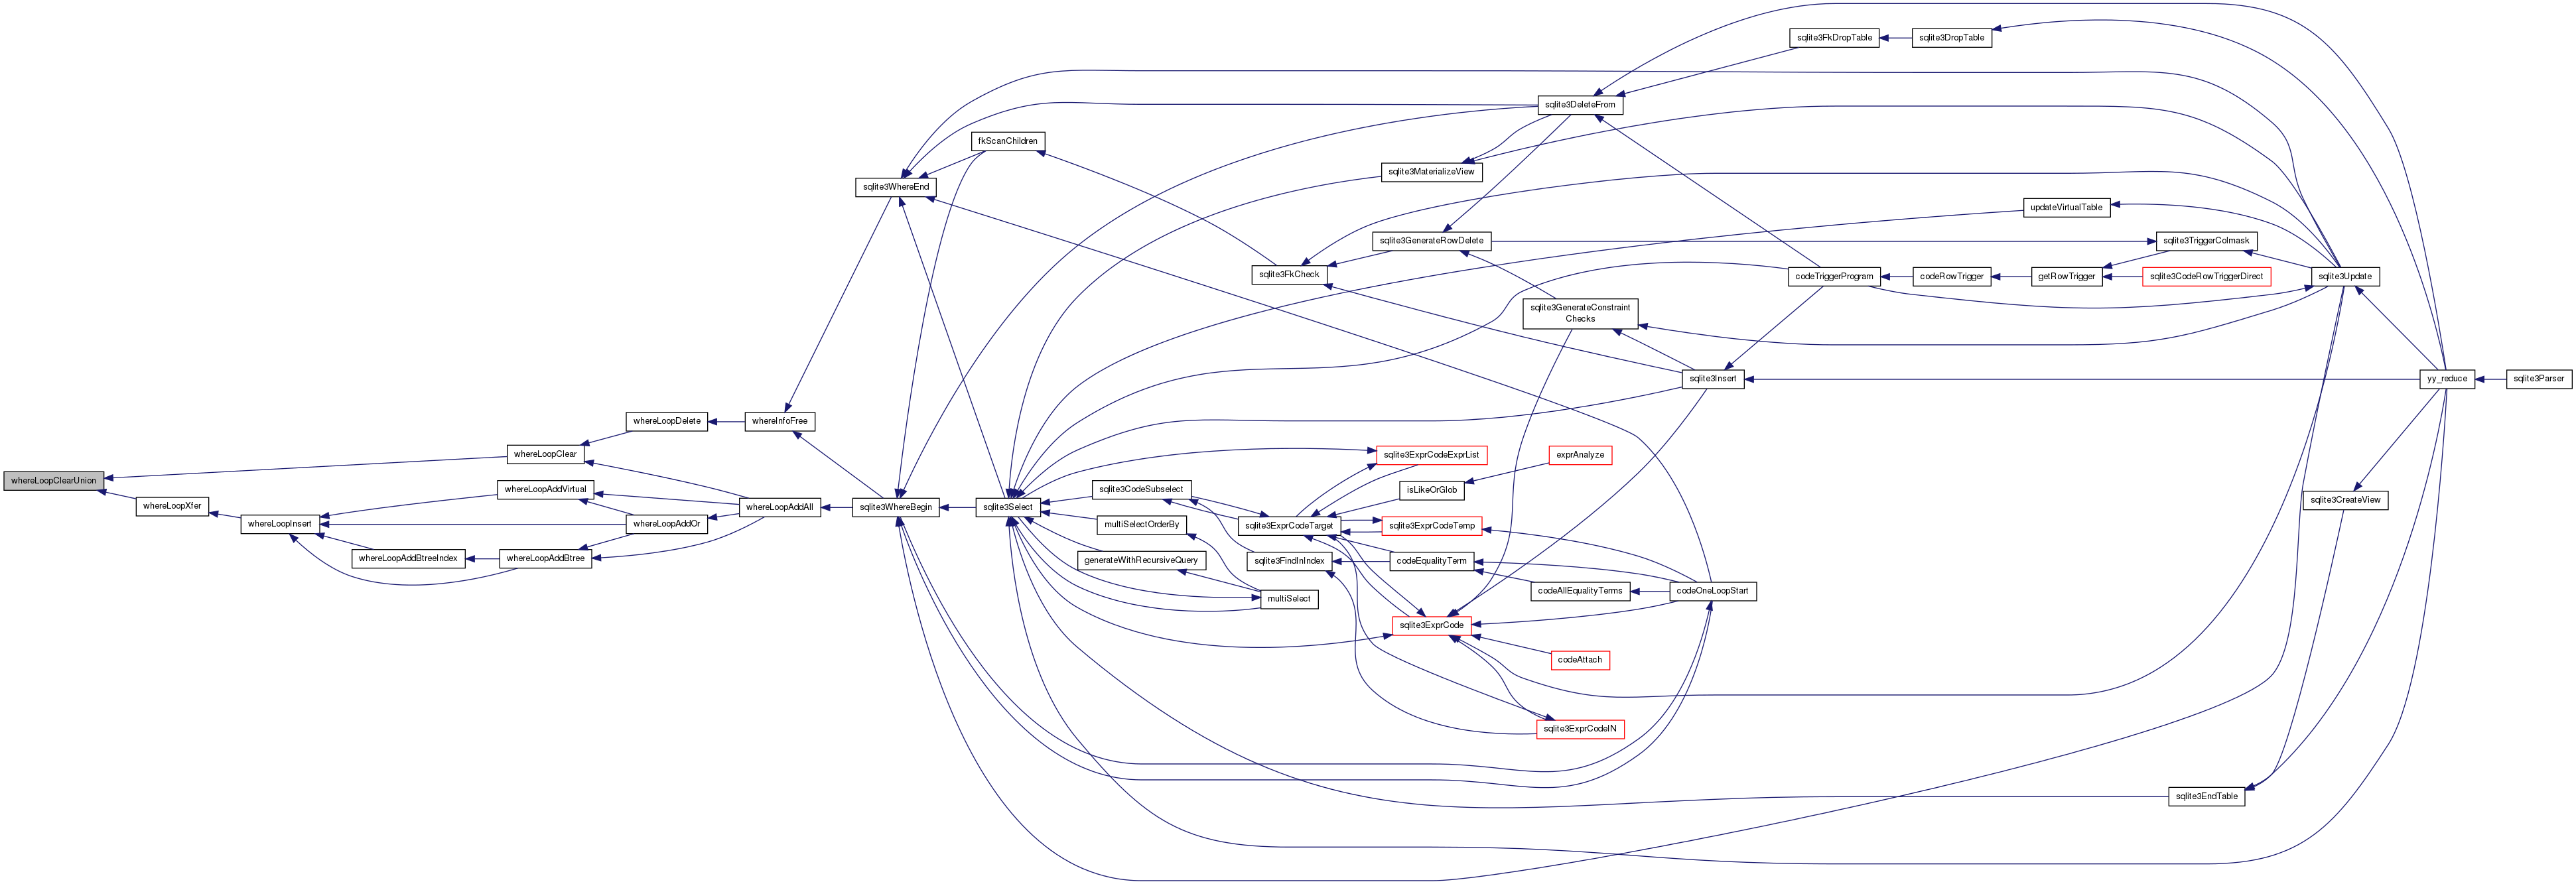 whereLoopClearUnion
whereLoopClear
whereLoopXfer
whereLoopInsert
whereLoopDelete
whereLoopAddVirtual
whereLoopAddBtreeIndex
whereLoopAddBtree
whereLoopAddOr
whereInfoFree
whereLoopAddAll
sqlite3WhereEnd
sqlite3WhereBegin
fkScanChildren
sqlite3Select
sqlite3CodeSubselect
multiSelectOrderBy
generateWithRecursiveQuery
sqlite3FkCheck
sqlite3ExprCodeTarget
sqlite3FindInIndex
multiSelect
sqlite3MaterializeView
sqlite3GenerateRowDelete
sqlite3ExprCodeExprList
isLikeOrGlob
sqlite3ExprCodeTemp
codeEqualityTerm
sqlite3ExprCode
sqlite3DeleteFrom
sqlite3GenerateConstraint
Checks
exprAnalyze
codeAllEqualityTerms
codeAttach
sqlite3ExprCodeIN
sqlite3Insert
codeOneLoopStart
sqlite3FkDropTable
codeTriggerProgram
sqlite3DropTable
codeRowTrigger
updateVirtualTable
getRowTrigger
sqlite3TriggerColmask
sqlite3CodeRowTriggerDirect
sqlite3EndTable
sqlite3Update
sqlite3CreateView
yy_reduce
sqlite3Parser